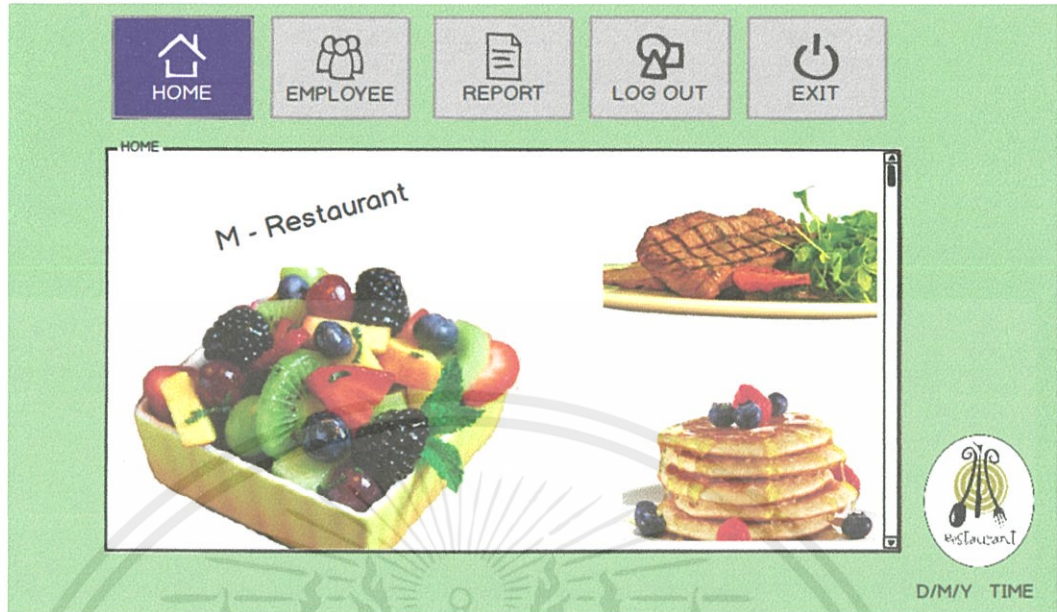 HOME
EMPLOYEE
REPORT
LOG OUT
EXIT
HOME
M - Restaurant
Restaurant
D/M/Y TIME